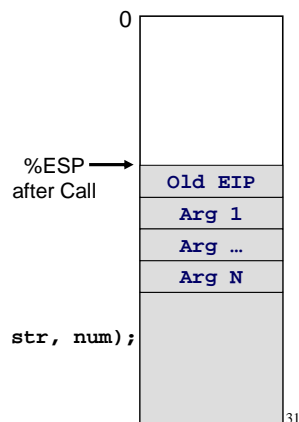 0
%ESP
after Call
Old EIP
Arg 1
Arg …
Arg N
str, num);
31